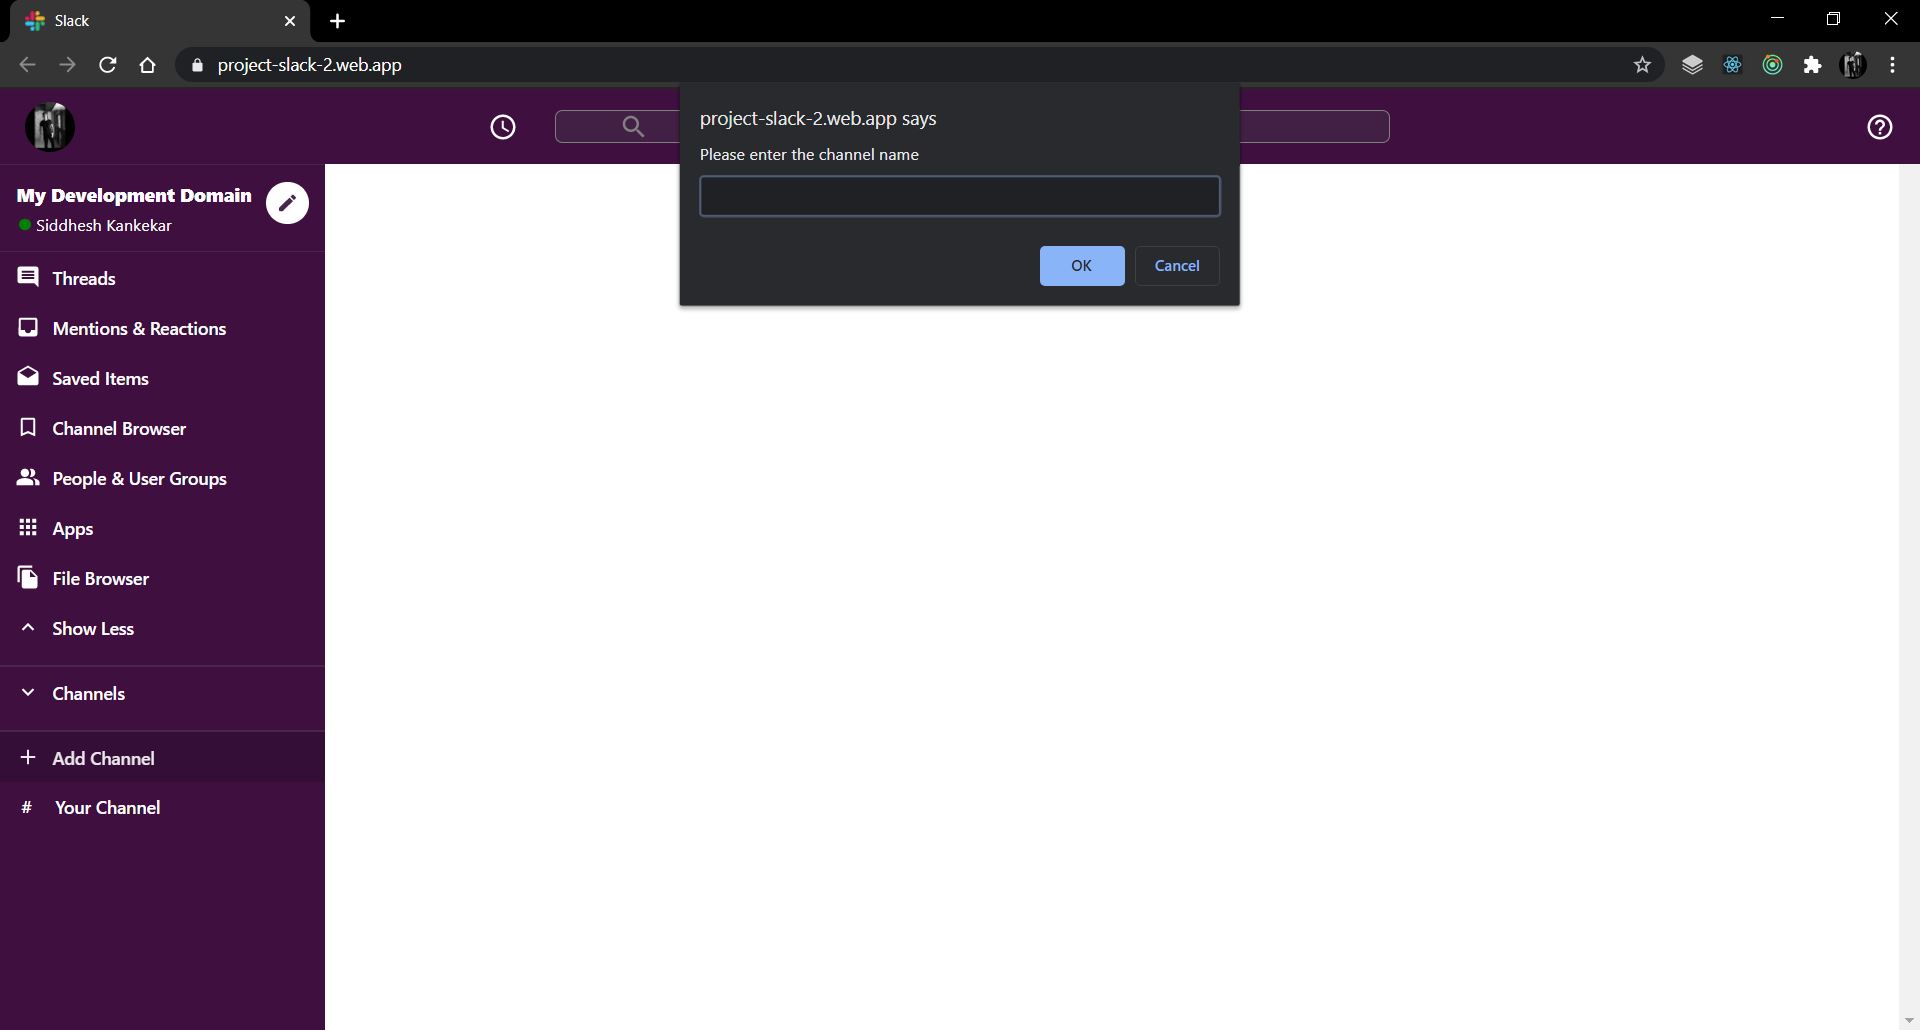 Slack
project-slack-2.web.app
project-slack-2.web.app says
Please enter the channel name
OK
Cancel
My Development Domain
Siddhesh Kankekar
Threads
Mentions & Reactions
Saved Items
Channel Browser
People & User Groups
Apps
File Browser
Show Less
Channels
+ Add Channel
# Your Channel